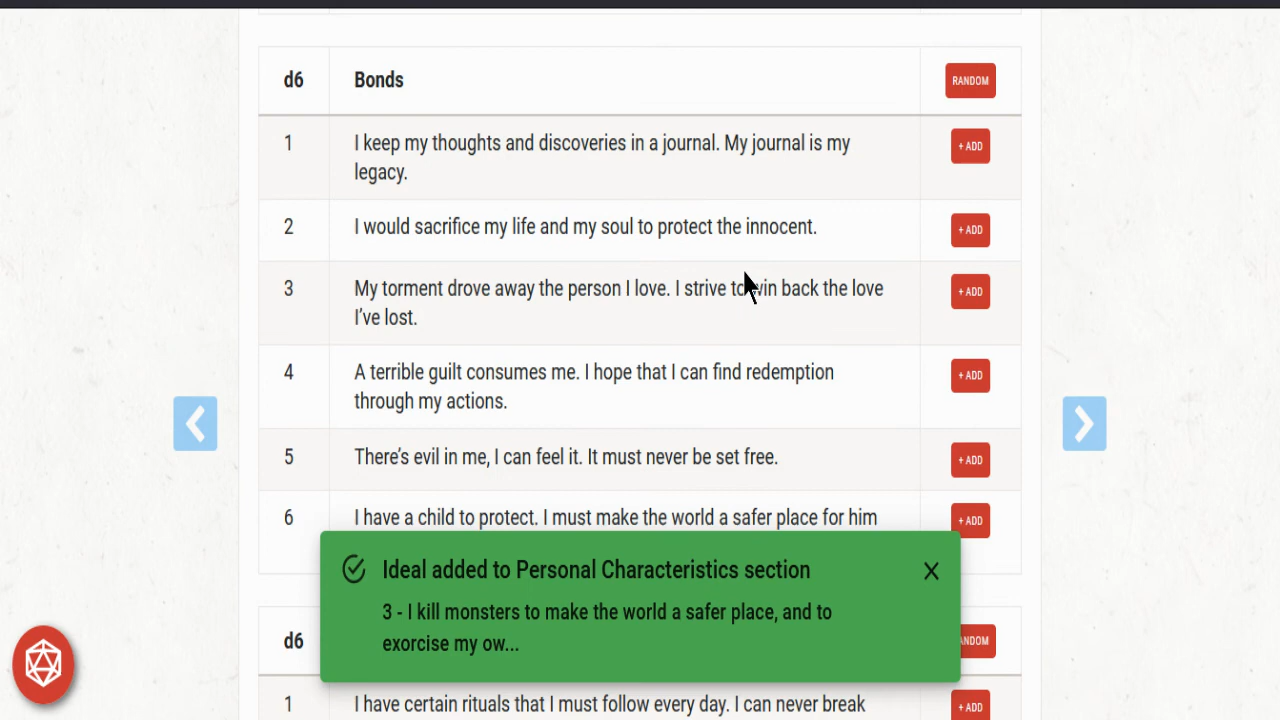 d6 Bonds RANDOM
1 I keep my thoughts and discoveries in a journal. My journal is my + ADD
legacy.
2 I would sacrifice my life and my soul to protect the innocent. + ADD
3 My torment drove away the person I love. I strive to win back the love + ADD
I've lost.
4 A terrible guilt consumes me. I hope that I can find redemption + ADD
through my actions.
5 There's evil in me, I can feel it. It must never be set free. + ADD
6 I have a child to protect. I must make the world a safer place for him + ADD
Ideal added to Personal Characteristics section
3 - I kill monsters to make the world a safer place, and to
exorcise my ow...
d6
1 I have certain rituals that I must follow every day. I can never break + ADD